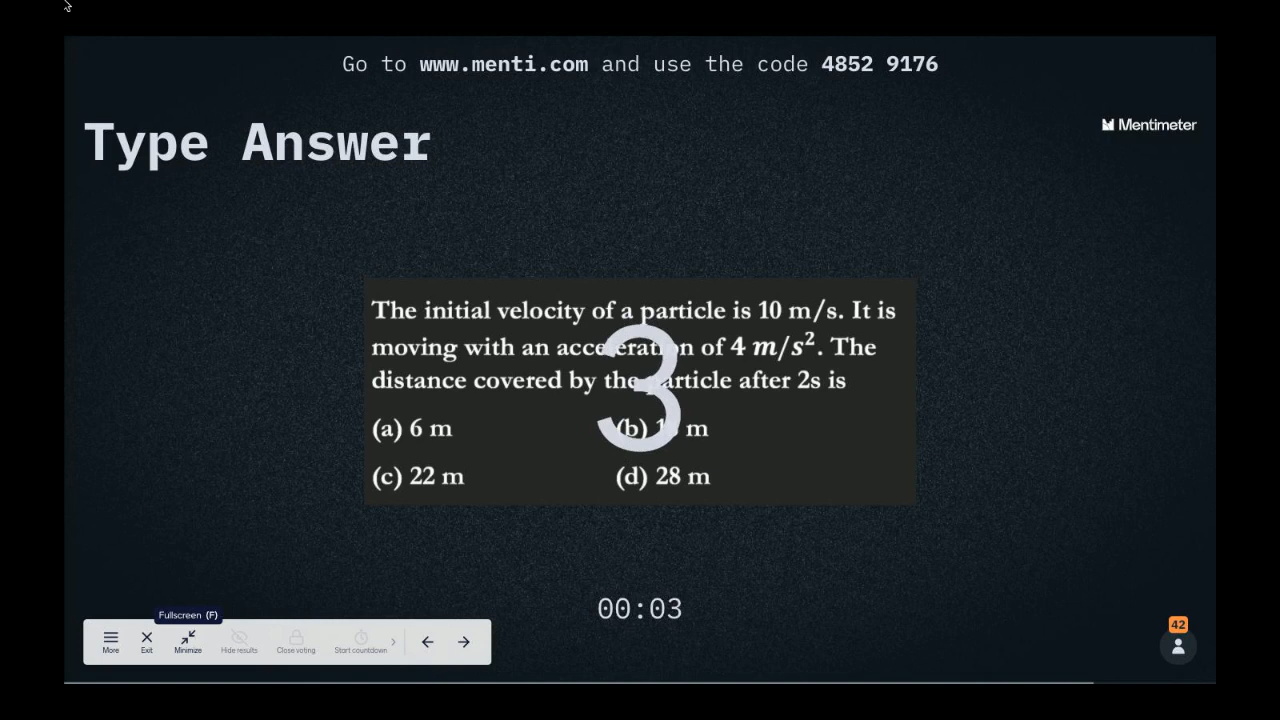 Go to www.menti.com and use the code 4852 9176
Type Answer
Mentimeter
The initial velocity of a particle is 10 m/s. It is
moving with an acceleration of 4 m/s². The
distance covered by the particle after 2s is
3
(a) 6 m (b) m
(c) 22 m (d) 28 m
00:03
Fullscreen (F)
More Exit Minimize Hide results Close voting Start countdown
42